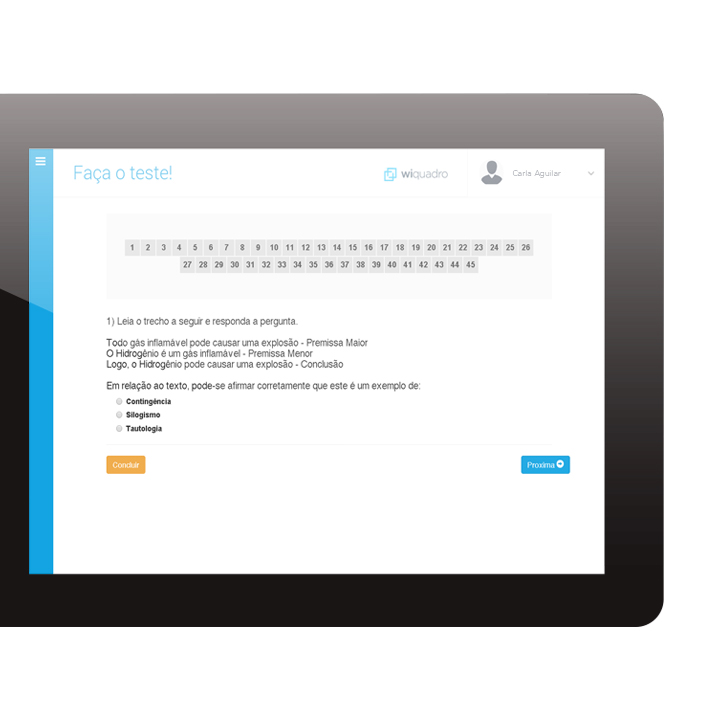 Faça o teste!
wiquadro
Carla Aguilar
1 2 3 4 5 6 7 8 9 10 11 12 13 14 15 16 17 18 19 20 21 22 23 24 25 26
27 28 29 30 31 32 33 34 35 36 37 38 39 40 41 42 43 44 45
1) Leia o trecho a seguir e responda a pergunta.
Todo gás inflamável pode causar uma explosão - Premissa Maior
O Hidrogênio é um gás inflamável - Premissa Menor
Logo, o Hidrogênio pode causar uma explosão - Conclusão
Em relação ao texto, pode-se afirmar corretamente que este é um exemplo de:
Contingência
Silogismo
Tautologia
Concluir
Proxima